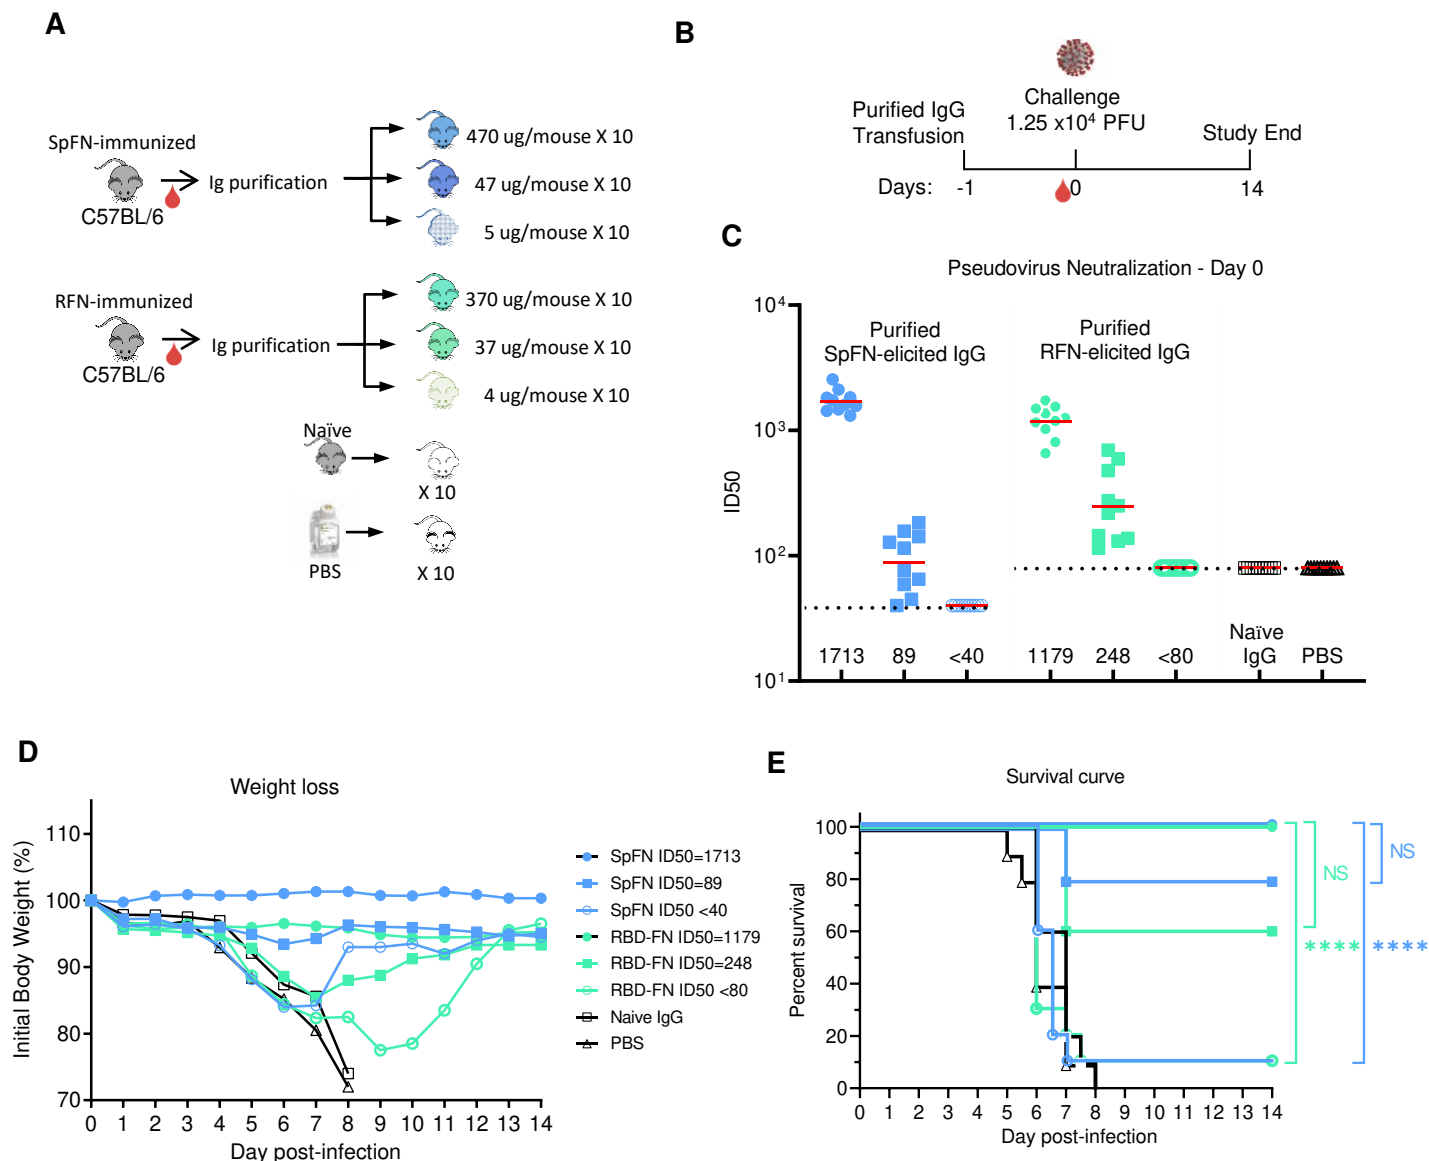 A
SpFN-immunized
C57BL/6
Ig purification
470 ug/mouse X 10
47 ug/mouse X 10
5 ug/mouse X 10
RFN-immunized
C57BL/6
Ig purification
370 ug/mouse X 10
37 ug/mouse X 10
4 ug/mouse X 10
Naïve
X 10
PBS
X 10
B
Purified IgG
Transfusion
Challenge
1.25 x10⁴ PFU
Study End
Days:
-1
0
14
C
Pseudovirus Neutralization - Day 0
Purified
SpFN-elicited IgG
Purified
RFN-elicited IgG
ID50
10⁴
10³
10²
10¹
1713
89
<40
1179
248
<80
Naïve
IgG
PBS
D
Weight loss
Initial Body Weight (%)
110
100
90
80
70
0 1 2 3 4 5 6 7 8 9 10 11 12 13 14
Day post-infection
SpFN ID50=1713
SpFN ID50=89
SpFN ID50 <40
RBD-FN ID50=1179
RBD-FN ID50=248
RBD-FN ID50 <80
Naive IgG
PBS
E
Survival curve
Percent survival
100
80
60
40
20
0
0 1 2 3 4 5 6 7 8 9 10 11 12 13 14
Day post-infection
NS
****
****
NS